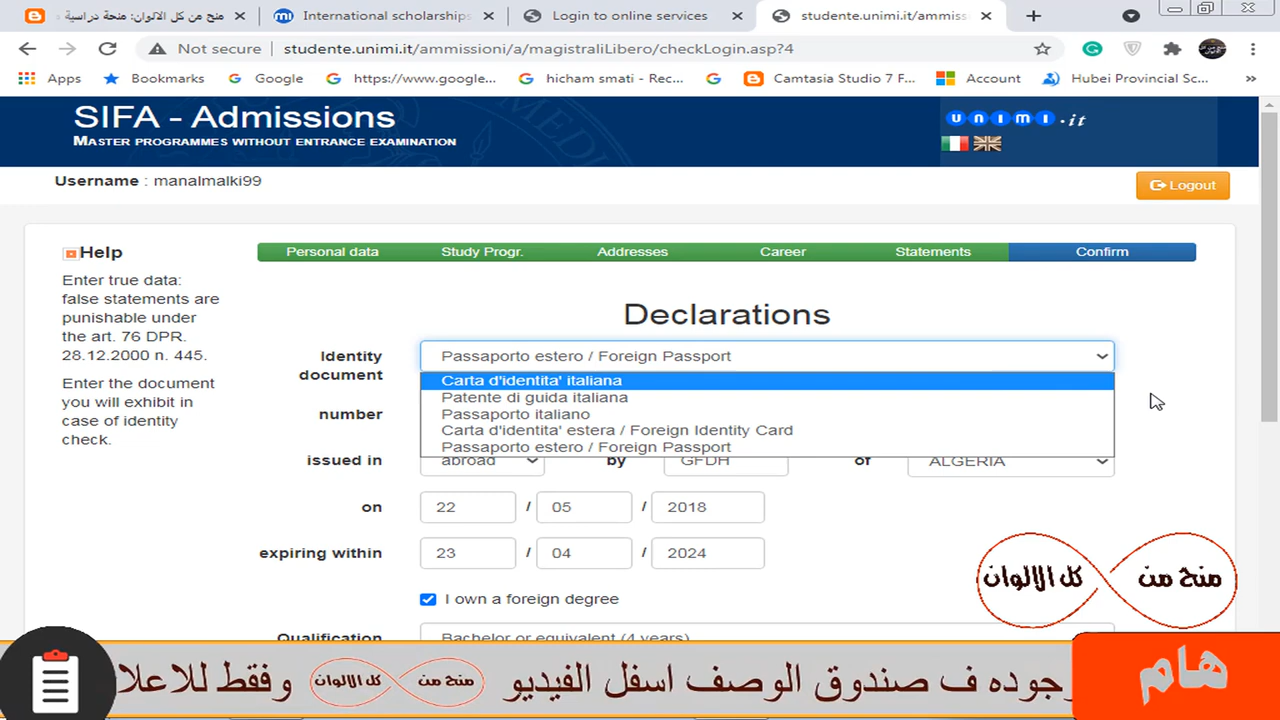 منح من كل الالوان: منحة دراسية
International scholarships
Login to online services
studente.unimi.it/ammiss
Not secure
studente.unimi.it/ammissioni/a/magistraliLibero/checkLogin.asp?4
Apps Bookmarks Google https://www.google... hicham smati - Rec... Camtasia Studio 7 F... Account Hubei Provincial Sc...
SIFA - Admissions
unimi.it
MASTER PROGRAMMES WITHOUT ENTRANCE EXAMINATION
Username : manalmalki99
Logout
Help
Personal data Study Progr. Addresses Career Statements Confirm
Enter true data:
false statements are
punishable under
the art. 76 DPR.
28.12.2000 n. 445.
Enter the document
you will exhibit in
case of identity
check.
Declarations
Identity document
Passaporto estero / Foreign Passport
Carta d'identita' italiana
Patente di guida italiana
Passaporto italiano
Carta d'identita' estera / Foreign Identity Card
Passaporto estero / Foreign Passport
number
issued in abroad by GFDH of ALGERIA
on 22 / 05 / 2018
expiring within 23 / 04 / 2024
I own a foreign degree
Qualification Bachelor or equivalent (4 years)
منح من كل الالوان
هام
جوده ف صندوق الوصف اسفل الفيديو منح من كل الالوان وفقط للاعلا